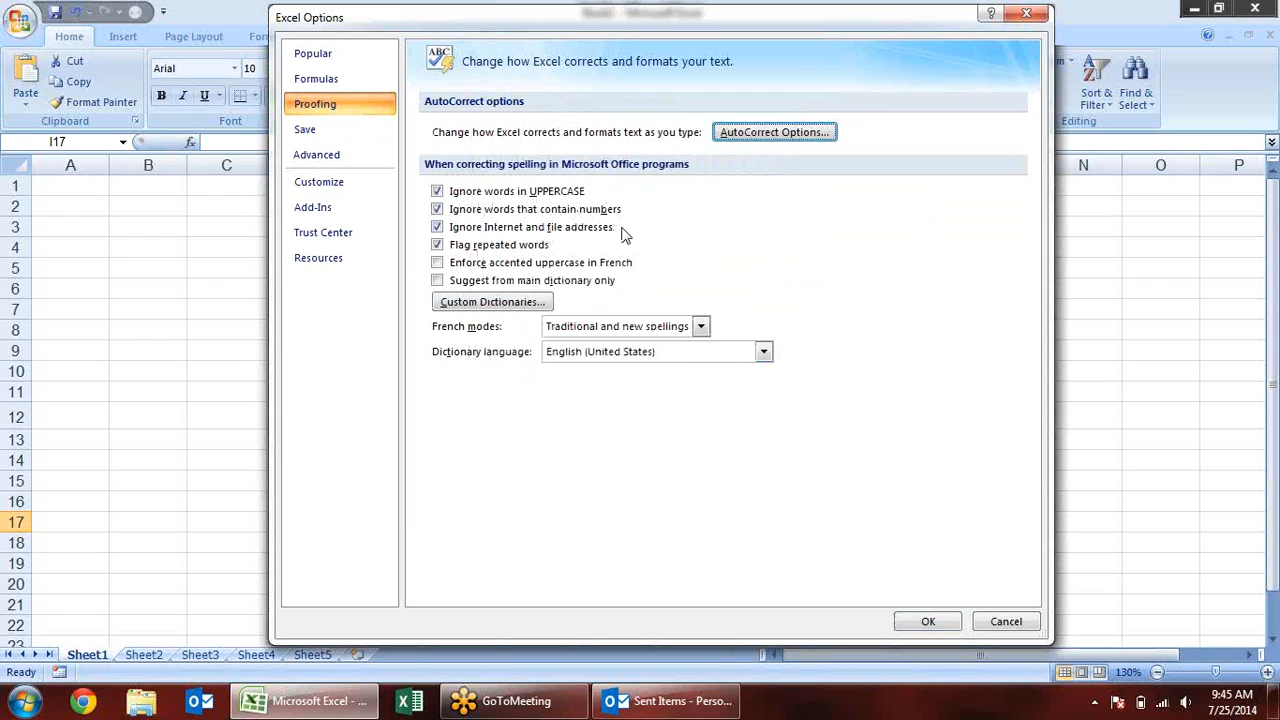 Excel Options
Home
Insert
Page Layout
Paste
Cut
Copy
Format Painter
Clipboard
Arial
10
B I U
Font
Sort & Filter
Find & Select
Editing
I17
fx
A B C N O P
1
2
3
4
5
6
7
8
9
10
11
12
13
14
15
16
17
18
19
20
21
22
23
Popular
Formulas
Proofing
Save
Advanced
Customize
Add-Ins
Trust Center
Resources
ABC
Change how Excel corrects and formats your text.
AutoCorrect options
Change how Excel corrects and formats text as you type:
AutoCorrect Options...
When correcting spelling in Microsoft Office programs
Ignore words in UPPERCASE
Ignore words that contain numbers
Ignore Internet and file addresses
Flag repeated words
Enforce accented uppercase in French
Suggest from main dictionary only
Custom Dictionaries...
French modes:
Traditional and new spellings
Dictionary language:
English (United States)
OK
Cancel
Sheet1 Sheet2 Sheet3 Sheet4 Sheet5
Ready
130%
Microsoft Excel - ...
GoToMeeting
Sent Items - Perso...
9:45 AM
7/25/2014